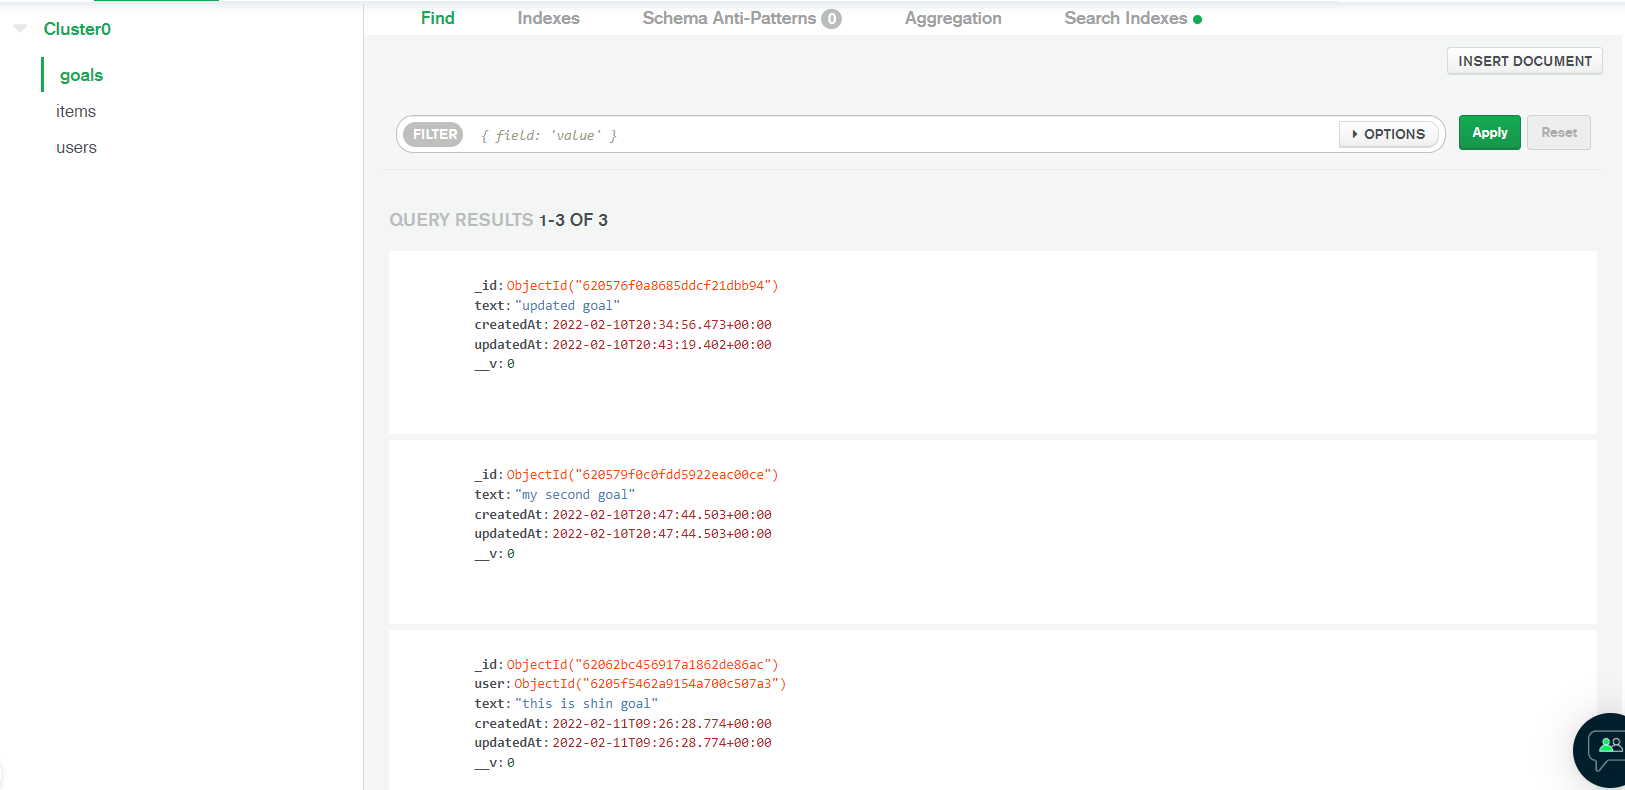 Cluster0
goals
items
users
Find Indexes Schema Anti-Patterns 0 Aggregation Search Indexes
INSERT DOCUMENT
FILTER { field: 'value' } OPTIONS Apply Reset
QUERY RESULTS 1-3 OF 3
_id: ObjectId("620576f0a8685ddcf21dbb94")
text: "updated goal"
createdAt: 2022-02-10T20:34:56.473+00:00
updatedAt: 2022-02-10T20:43:19.402+00:00
__v: 0
_id: ObjectId("620579f0c0fdd5922eac00ce")
text: "my second goal"
createdAt: 2022-02-10T20:47:44.503+00:00
updatedAt: 2022-02-10T20:47:44.503+00:00
__v: 0
_id: ObjectId("62062bc456917a1862de86ac")
user: ObjectId("6205f5462a9154a700c507a3")
text: "this is shin goal"
createdAt: 2022-02-11T09:26:28.774+00:00
updatedAt: 2022-02-11T09:26:28.774+00:00
__v: 0